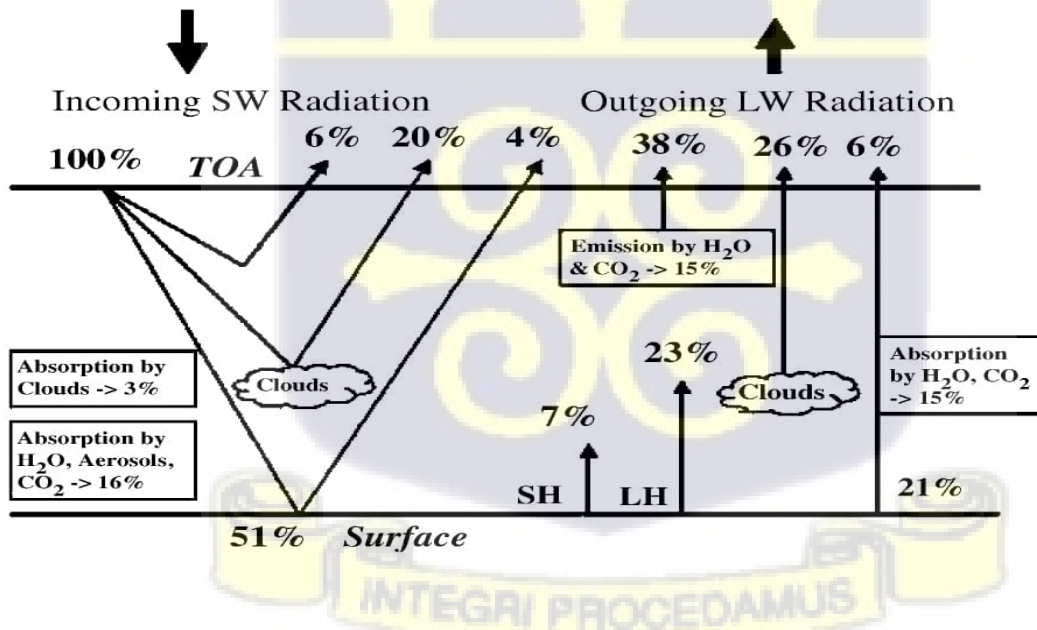 Incoming SW Radiation
Outgoing LW Radiation
100%
TOA
6%
20%
4%
38%
26%
6%
Emission by H2O
& CO2 -> 15%
Absorption by
Clouds -> 3%
Clouds
23%
Clouds
Absorption
by H2O, CO2
-> 15%
7%
Absorption by
H2O, Aerosols,
CO2 -> 16%
SH
LH
21%
51%
Surface
INTEGRI PROCEDAMUS